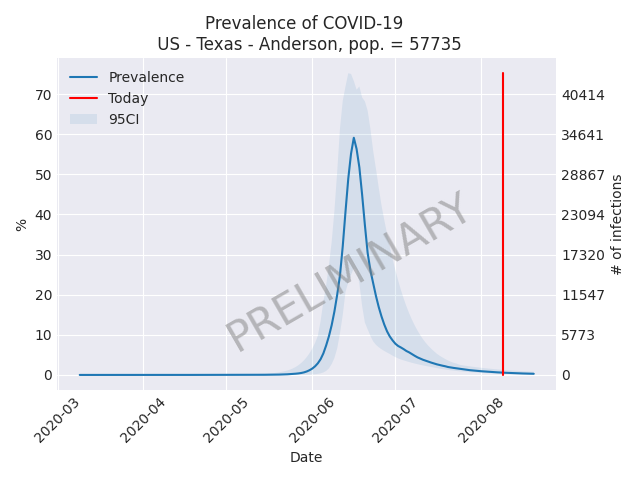 Prevalence of COVID-19
US - Texas - Anderson, pop. = 57735
Prevalence
Today
95CI
70
60
50
40
30
20
10
0
%
40414
34641
28867
23094
17320
11547
5773
0
# of infections
PRELIMINARY
2020-03
2020-04
2020-05
2020-06
2020-07
2020-08
Date